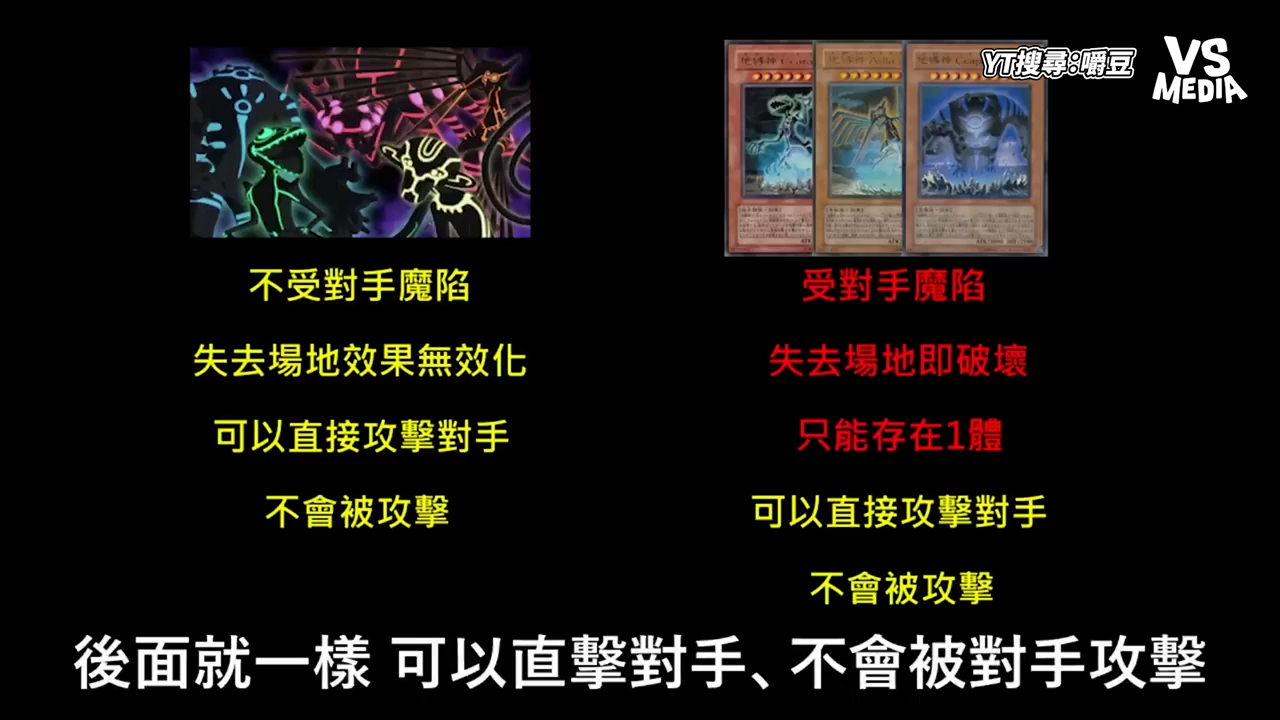 YT搜尋:嚼豆
VS
MEDIA
不受對手魔陷
失去場地效果無效化
可以直接攻擊對手
不會被攻擊
受對手魔陷
失去場地即破壞
只能存在1體
可以直接攻擊對手
不會被攻擊
後面就一樣 可以直擊對手、不會被對手攻擊